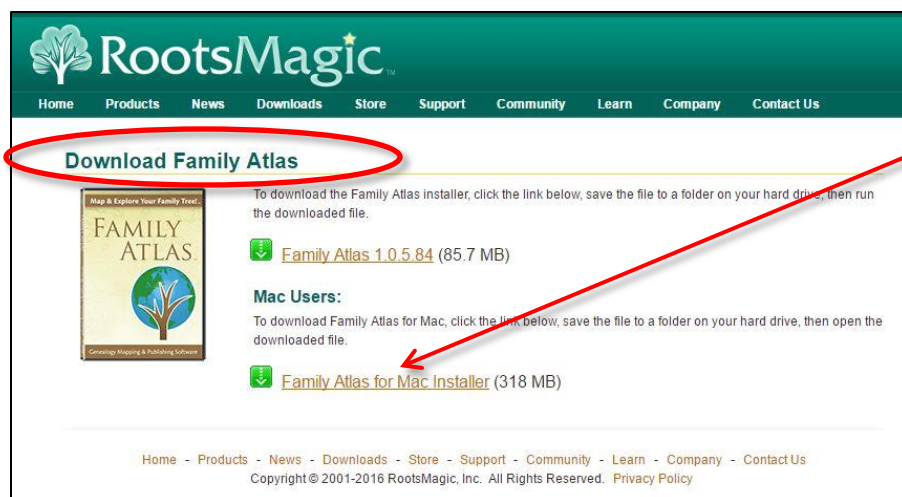 RootsMagic™
Home Products News Downloads Store Support Community Learn Company Contact Us
Download Family Atlas
Map & Explore Your Family Tree!
FAMILY
ATLAS
Genealogy Mapping & Publishing Software
To download the Family Atlas installer, click the link below, save the file to a folder on your hard drive, then run
the downloaded file.
Family Atlas 1.0.5.84 (85.7 MB)
Mac Users:
To download Family Atlas for Mac, click the link below, save the file to a folder on your hard drive, then open the
downloaded file.
Family Atlas for Mac Installer (318 MB)
Home - Products - News - Downloads - Store - Support - Community - Learn - Company - Contact Us
Copyright © 2001-2016 RootsMagic, Inc. All Rights Reserved. Privacy Policy